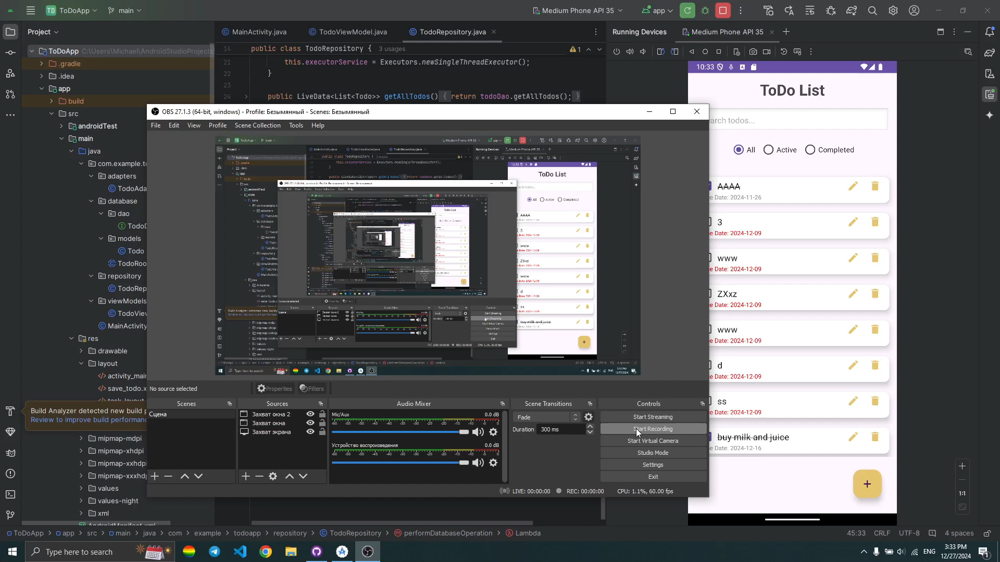 TD ToDoApp
main
Medium Phone API 35
app
Project
MainActivity.java
TodoViewModel.java
TodoRepository.java
Running Devices
Medium Phone API 35
ToDoApp C:\Users\Michael\AndroidStudioProjects
.gradle
.idea
app
build
src
androidTest
main
java
com.example.to
adapters
TodoAda
database
dao
TodoD
models
Todo
TodoRoo
repository
TodoRep
viewModels
TodoVie
MainActivity
res
drawable
layout
activity_main
save_todo.x
task_layout
mipmap-mdpi
mipmap-xhdpi
mipmap-xxhdpi
mipmap-xxxhdp
values
values-night
xml
AndroidManifest.xml
Build Analyzer detected new build p
Review to improve build performanc
14 public class TodoRepository { 3 usages
1
21 this.executorService = Executors.newSingleThreadExecutor();
22 }
23
24 public LiveData<List<Todo>> getAllTodos() { return todoDao.getAllTodos(); }
OBS 27.1.3 (64-bit, windows) - Profile: Безымянный - Scenes: Безымянный
File Edit View Profile Scene Collection Tools Help
No source selected
Properties
Filters
Scenes
Сцена
Sources
Захват окна 2
Захват окна
Захват экрана
Audio Mixer
Mic/Aux 0.0 dB
-60 -55 -50 -45 -40 -35 -30 -25 -20 -15 -10 -5 0
Устройство воспроизведения 0.0 dB
-60 -55 -50 -45 -40 -35 -30 -25 -20 -15 -10 -5 0
Scene Transitions
Fade
Duration 300 ms
Controls
Start Streaming
Start Recording
Start Virtual Camera
Studio Mode
Settings
Exit
LIVE: 00:00:00
REC: 00:00:00
CPU: 1.1%, 60.00 fps
10:33
ToDo List
arch todos...
All
Active
Completed
AAAA
e Date: 2024-11-26
3
e Date: 2024-12-09
www
e Date: 2024-12-09
ZXxz
e Date: 2024-12-09
www
e Date: 2024-12-09
d
e Date: 2024-12-09
ss
e Date: 2024-12-09
buy milk and juice
e Date: 2024-12-16
+
1:1
ToDoApp app src main java com example todoapp repository TodoRepository performDatabaseOperation Lambda
45:33 CRLF UTF-8 4 spaces
Type here to search
ENG
3:33 PM
12/27/2024
1